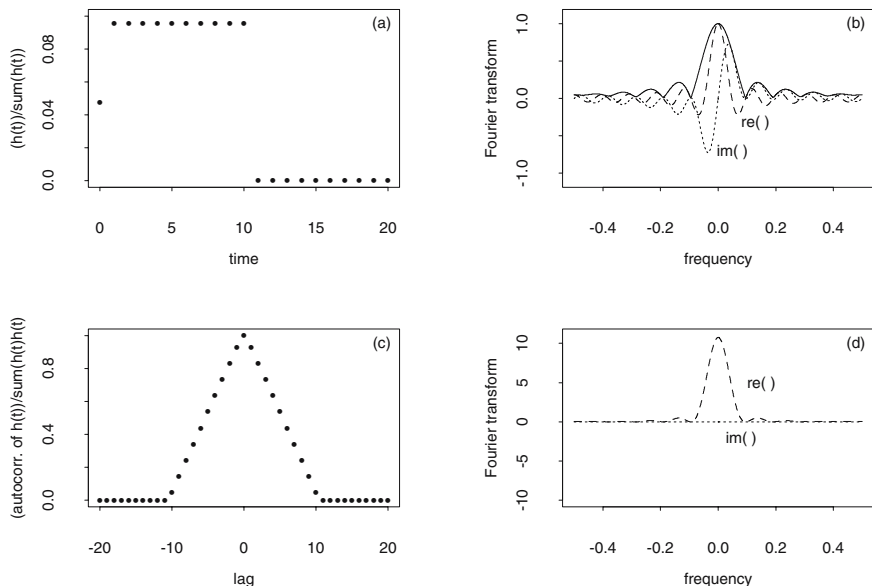 (a)
(h(t))/sum(h(t))
0.08
0.04
0.0
0 5 10 15 20
time
(b)
Fourier transform
1.0
0.0
-1.0
re( )
im( )
-0.4 -0.2 0.0 0.2 0.4
frequency
(c)
(autocorr. of h(t))/sum(h(t)h(t)
0.8
0.4
0.0
-20 -10 0 10 20
lag
(d)
Fourier transform
10
5
0
-5
-10
re( )
im( )
-0.4 -0.2 0.0 0.2 0.4
frequency